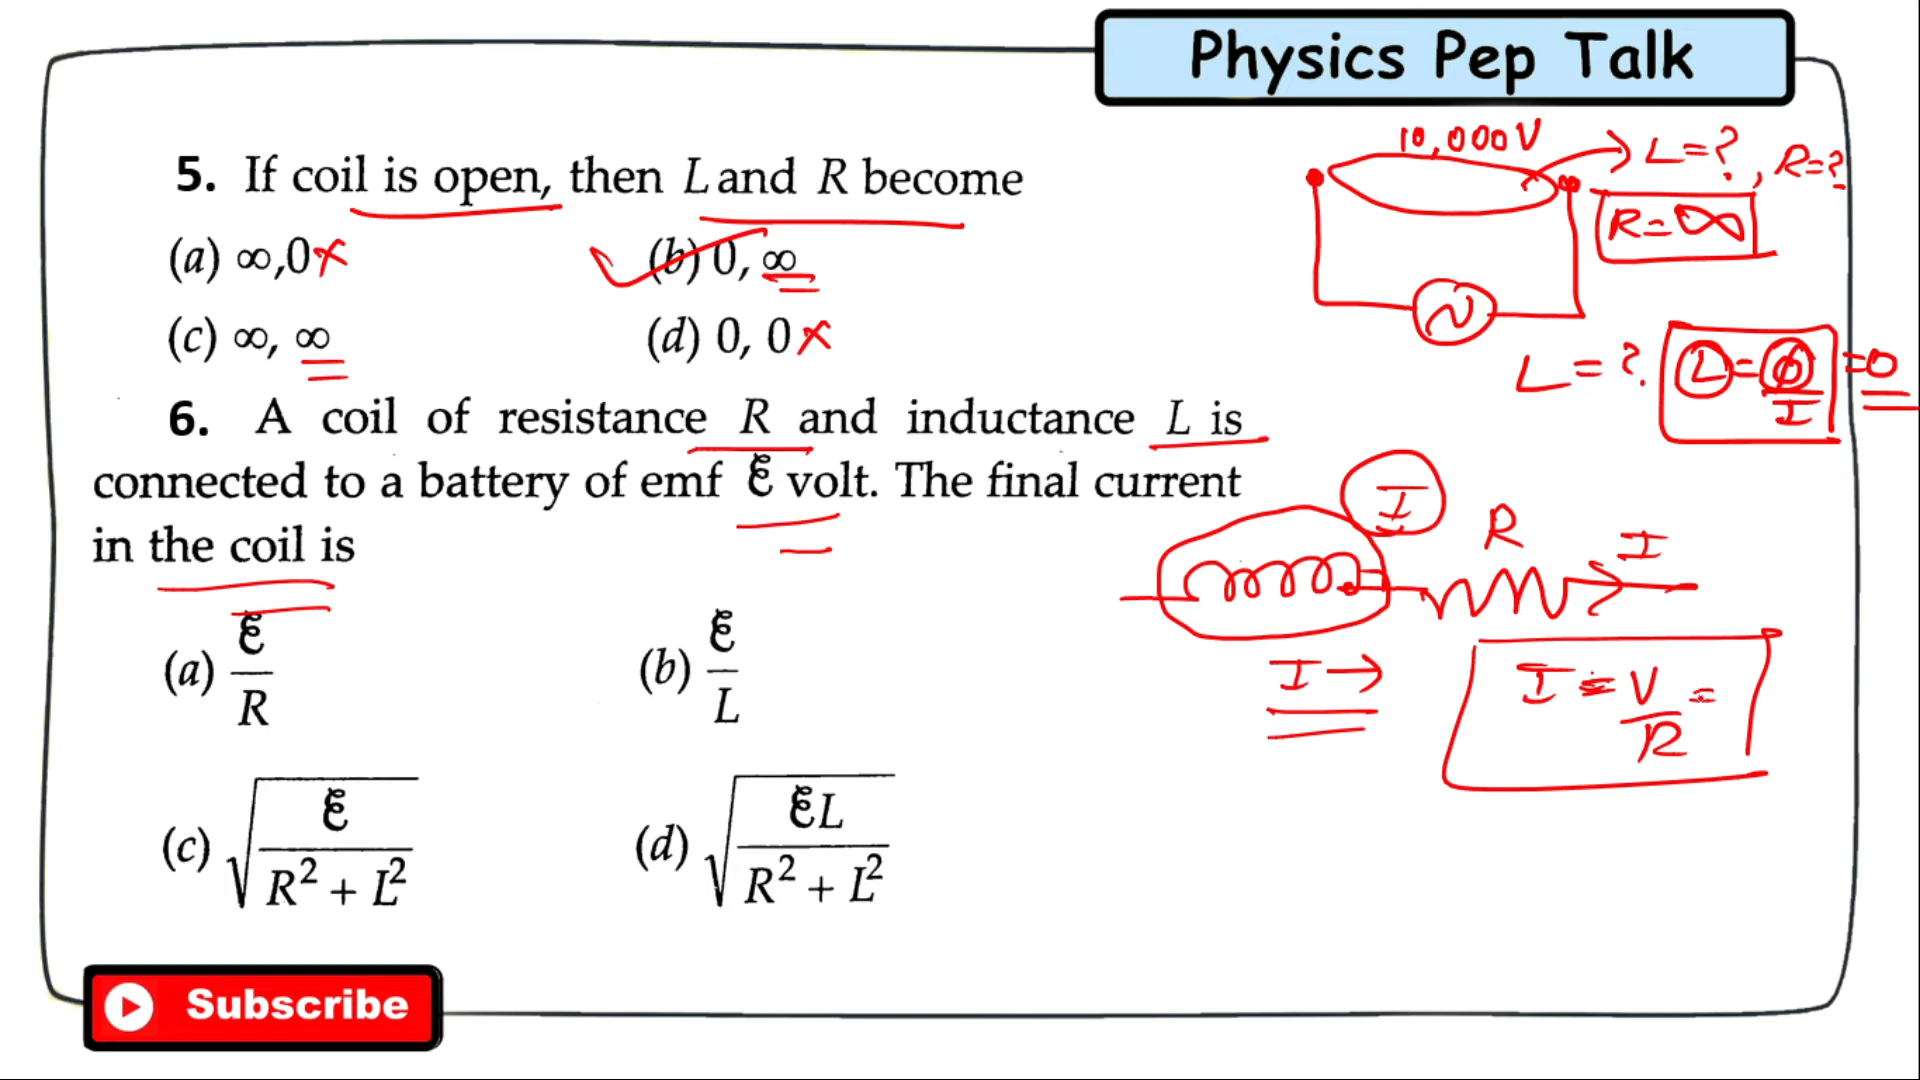 Physics Pep Talk
5. If coil is open, then L and R become
(a) ∞,0 ×
(b) 0, ∞
(c) ∞, ∞
(d) 0, 0 ×
10,000V
L=?, R=?
R=∞
L=? L=ϕ/I =0
6. A coil of resistance R and inductance L is
connected to a battery of emf ℰ volt. The final current
in the coil is
I
R
I
I →
I = V/R =
(a) ℰ/R
(b) ℰ/L
(c) √(ℰ/(R² + L²))
(d) √(ℰL/(R² + L²))
Subscribe